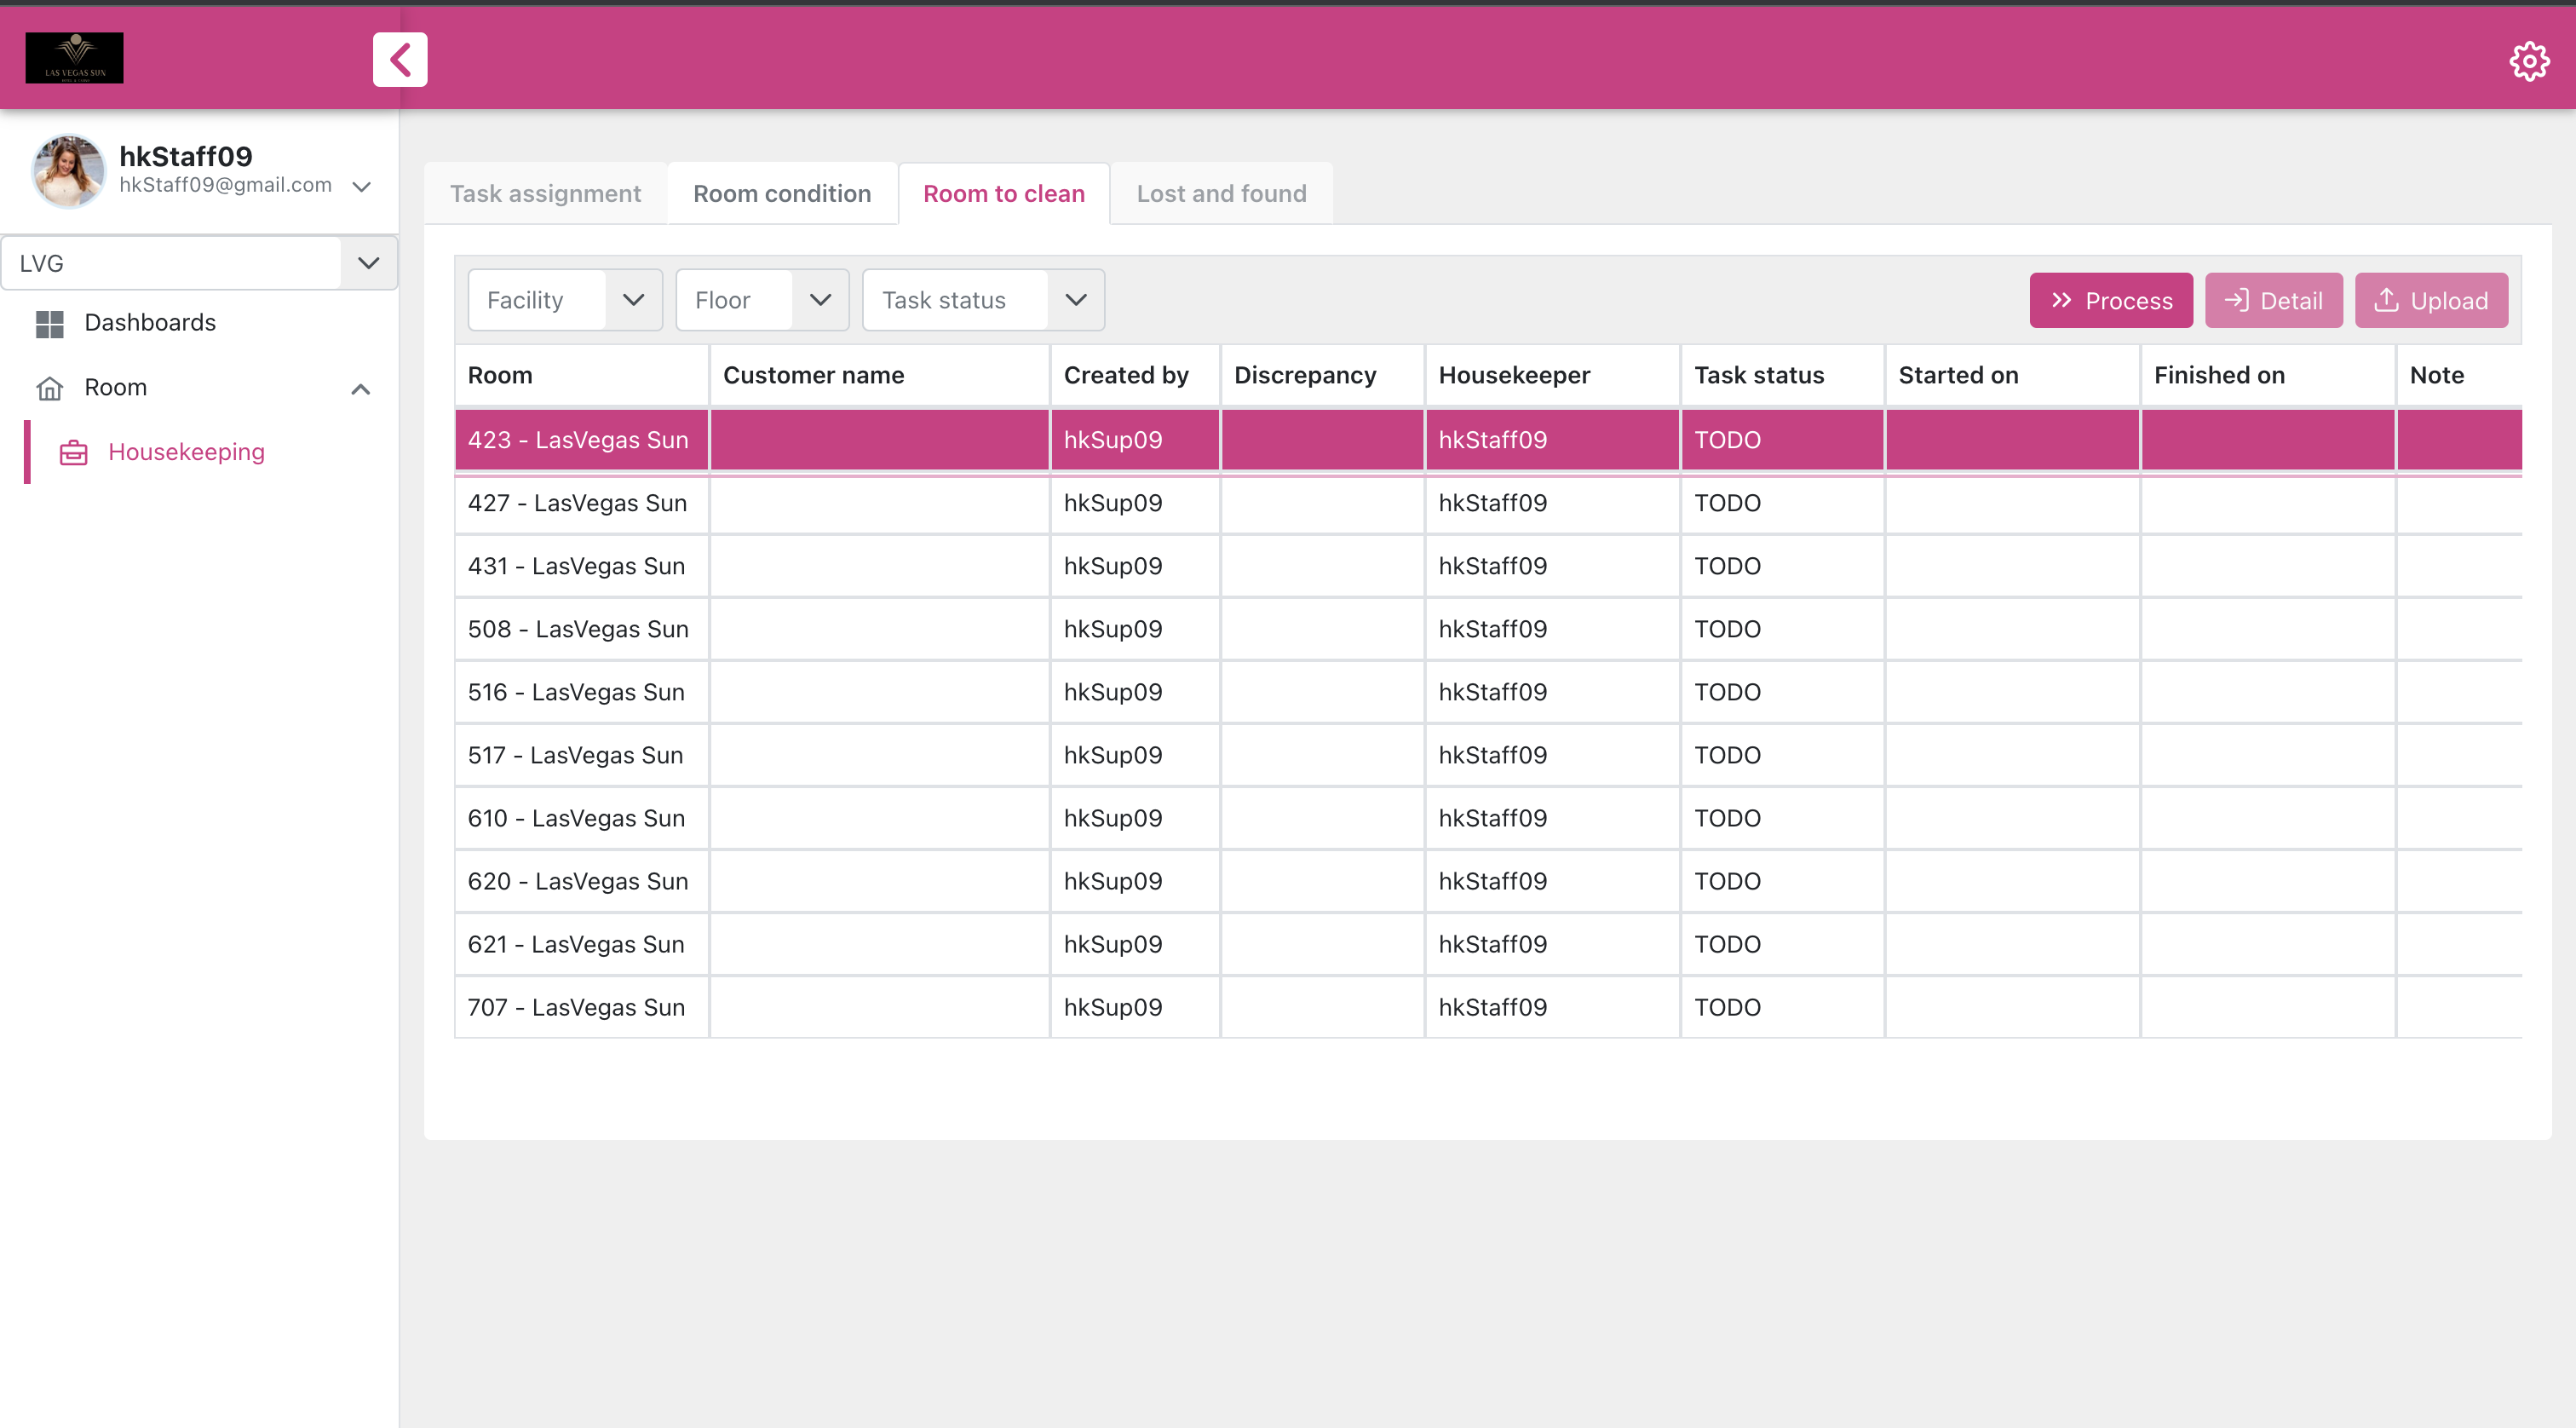 LAS VEGAS SUN
hkStaff09
hkStaff09@gmail.com
LVG
Dashboards
Room
Housekeeping
Task assignment Room condition Room to clean Lost and found
Facility Floor Task status Process Detail Upload
Room Customer name Created by Discrepancy Housekeeper Task status Started on Finished on Note
423 - LasVegas Sun hkSup09 hkStaff09 TODO
427 - LasVegas Sun hkSup09 hkStaff09 TODO
431 - LasVegas Sun hkSup09 hkStaff09 TODO
508 - LasVegas Sun hkSup09 hkStaff09 TODO
516 - LasVegas Sun hkSup09 hkStaff09 TODO
517 - LasVegas Sun hkSup09 hkStaff09 TODO
610 - LasVegas Sun hkSup09 hkStaff09 TODO
620 - LasVegas Sun hkSup09 hkStaff09 TODO
621 - LasVegas Sun hkSup09 hkStaff09 TODO
707 - LasVegas Sun hkSup09 hkStaff09 TODO